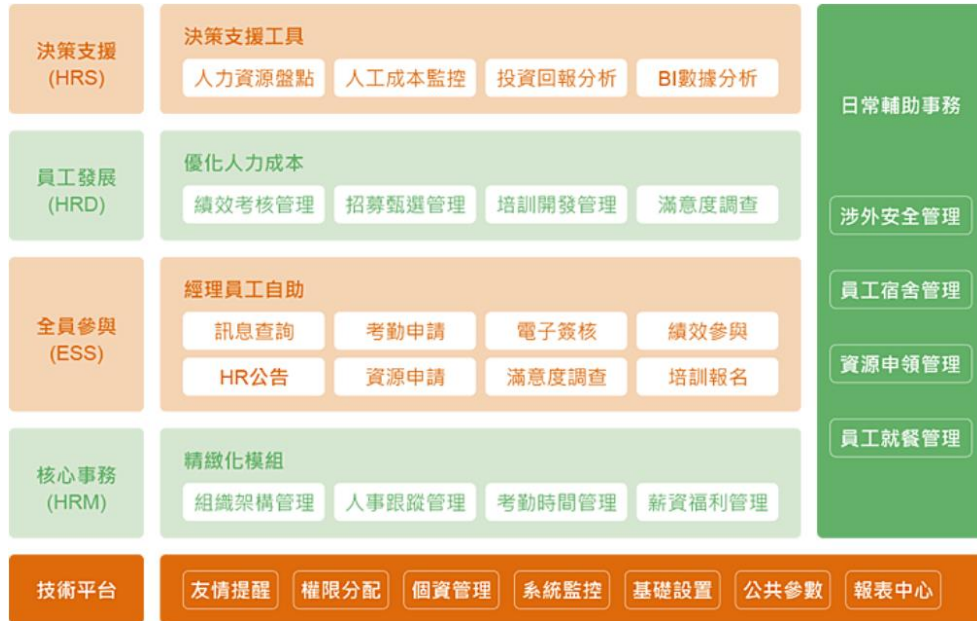 決策支援
(HRS)
決策支援工具
人力資源盤點
人工成本監控
投資回報分析
BI數據分析
員工發展
(HRD)
優化人力成本
績效考核管理
招募甄選管理
培訓開發管理
滿意度調查
全員參與
(ESS)
經理員工自助
訊息查詢
考勤申請
電子簽核
績效參與
HR公告
資源申請
滿意度調查
培訓報名
核心事務
(HRM)
精緻化模組
組織架構管理
人事跟蹤管理
考勤時間管理
薪資福利管理
日常輔助事務
涉外安全管理
員工宿舍管理
資源申領管理
員工就餐管理
技術平台
友情提醒
權限分配
個資管理
系統監控
基礎設置
公共參數
報表中心